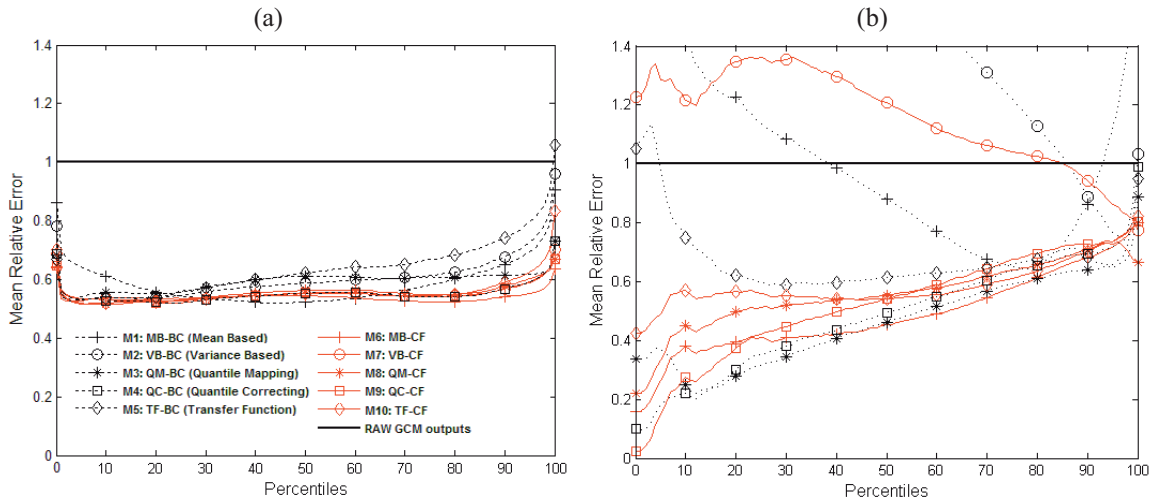 (a)
(b)
1.4
1.2
1
0.8
0.6
0.4
0.2
0
Mean Relative Error
M1: MB-BC (Mean Based)
M2: VB-BC (Variance Based)
M3: QM-BC (Quantile Mapping)
M4: QC-BC (Quantile Correcting)
M5: TF-BC (Transfer Function)
M6: MB-CF
M7: VB-CF
M8: QM-CF
M9: QC-CF
M10: TF-CF
RAW GCM outputs
0 10 20 30 40 50 60 70 80 90 100
Percentiles
1.4
1.2
1
0.8
0.6
0.4
0.2
0
Mean Relative Error
0 10 20 30 40 50 60 70 80 90 100
Percentiles